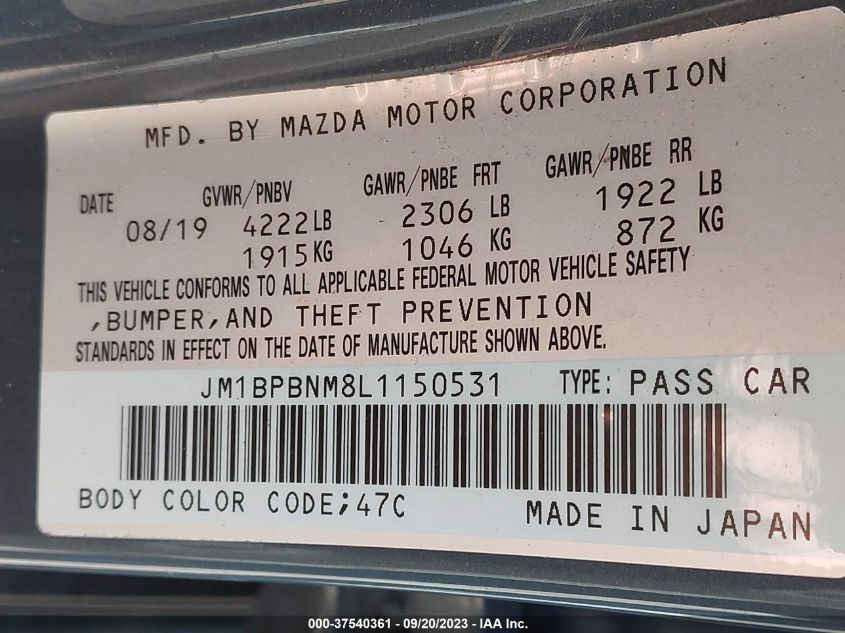 MFD. BY MAZDA MOTOR CORPORATION
DATE GVWR/PNBV GAWR/PNBE FRT GAWR/PNBE RR
08/19 4222LB 2306 LB 1922 LB
1915KG 1046 KG 872 KG
THIS VEHICLE CONFORMS TO ALL APPLICABLE FEDERAL MOTOR VEHICLE SAFETY
,BUMPER,AND THEFT PREVENTION
STANDARDS IN EFFECT ON THE DATE OF MANUFACTURE SHOWN ABOVE.
JM1BPBNM8L1150531 TYPE: PASS CAR
BODY COLOR CODE;47C MADE IN JAPAN
000-37540361 - 09/20/2023 - IAA Inc.